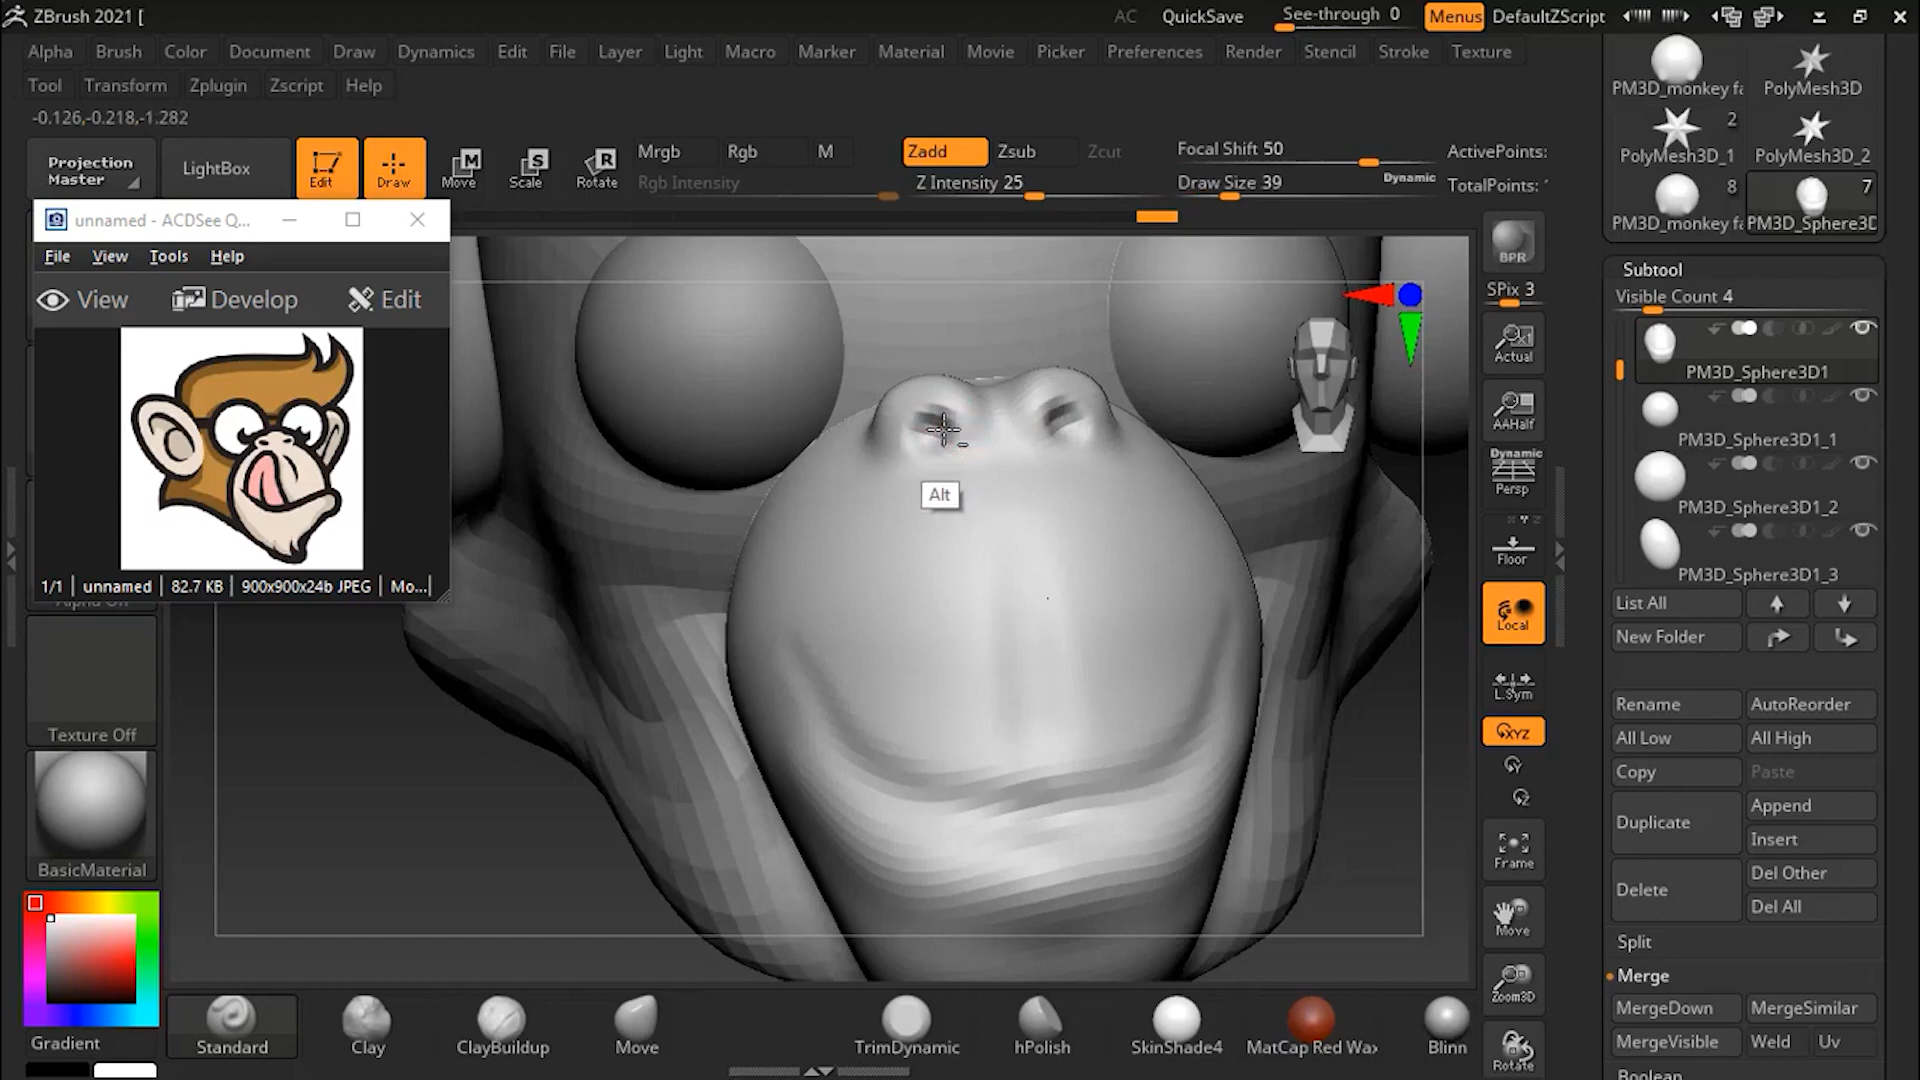 ZBrush 2021 [
AC QuickSave See-through 0 Menus DefaultZScript
Alpha Brush Color Document Draw Dynamics Edit File Layer Light Macro Marker Material Movie Picker Preferences Render Stencil Stroke Texture
Tool Transform Zplugin Zscript Help
-0.126,-0.218,-1.282
Projection Master
LightBox
Edit
Draw
Move
Scale
Rotate
Mrgb Rgb M
Rgb Intensity
Zadd Zsub Zcut
Z Intensity 25
Focal Shift 50
Draw Size 39
Dynamic
ActivePoints:
TotalPoints:
unnamed - ACDSee Q...
File View Tools Help
View Develop Edit
1/1 unnamed 82.7 KB 900x900x24b JPEG Mo...
Texture Off
BasicMaterial
Gradient
Alt
Standard Clay ClayBuildup Move TrimDynamic hPolish SkinShade4 MatCap Red Wax Blinn
BPR
SPix 3
Actual
AAHalf
Dynamic
Persp
Floor
Local
L.Sym
XYZ
Y
Z
Frame
Move
Zoom3D
Rotate
PM3D_monkey fa PolyMesh3D
2
PolyMesh3D_1 PolyMesh3D_2
8 7
PM3D_monkey fa PM3D_Sphere3D
Subtool
Visible Count 4
PM3D_Sphere3D1
PM3D_Sphere3D1_1
PM3D_Sphere3D1_2
PM3D_Sphere3D1_3
List All
New Folder
Rename AutoReorder
All Low All High
Copy Paste
Duplicate Append
Insert
Delete Del Other
Del All
Split
Merge
MergeDown MergeSimilar
MergeVisible Weld Uv
Boolean